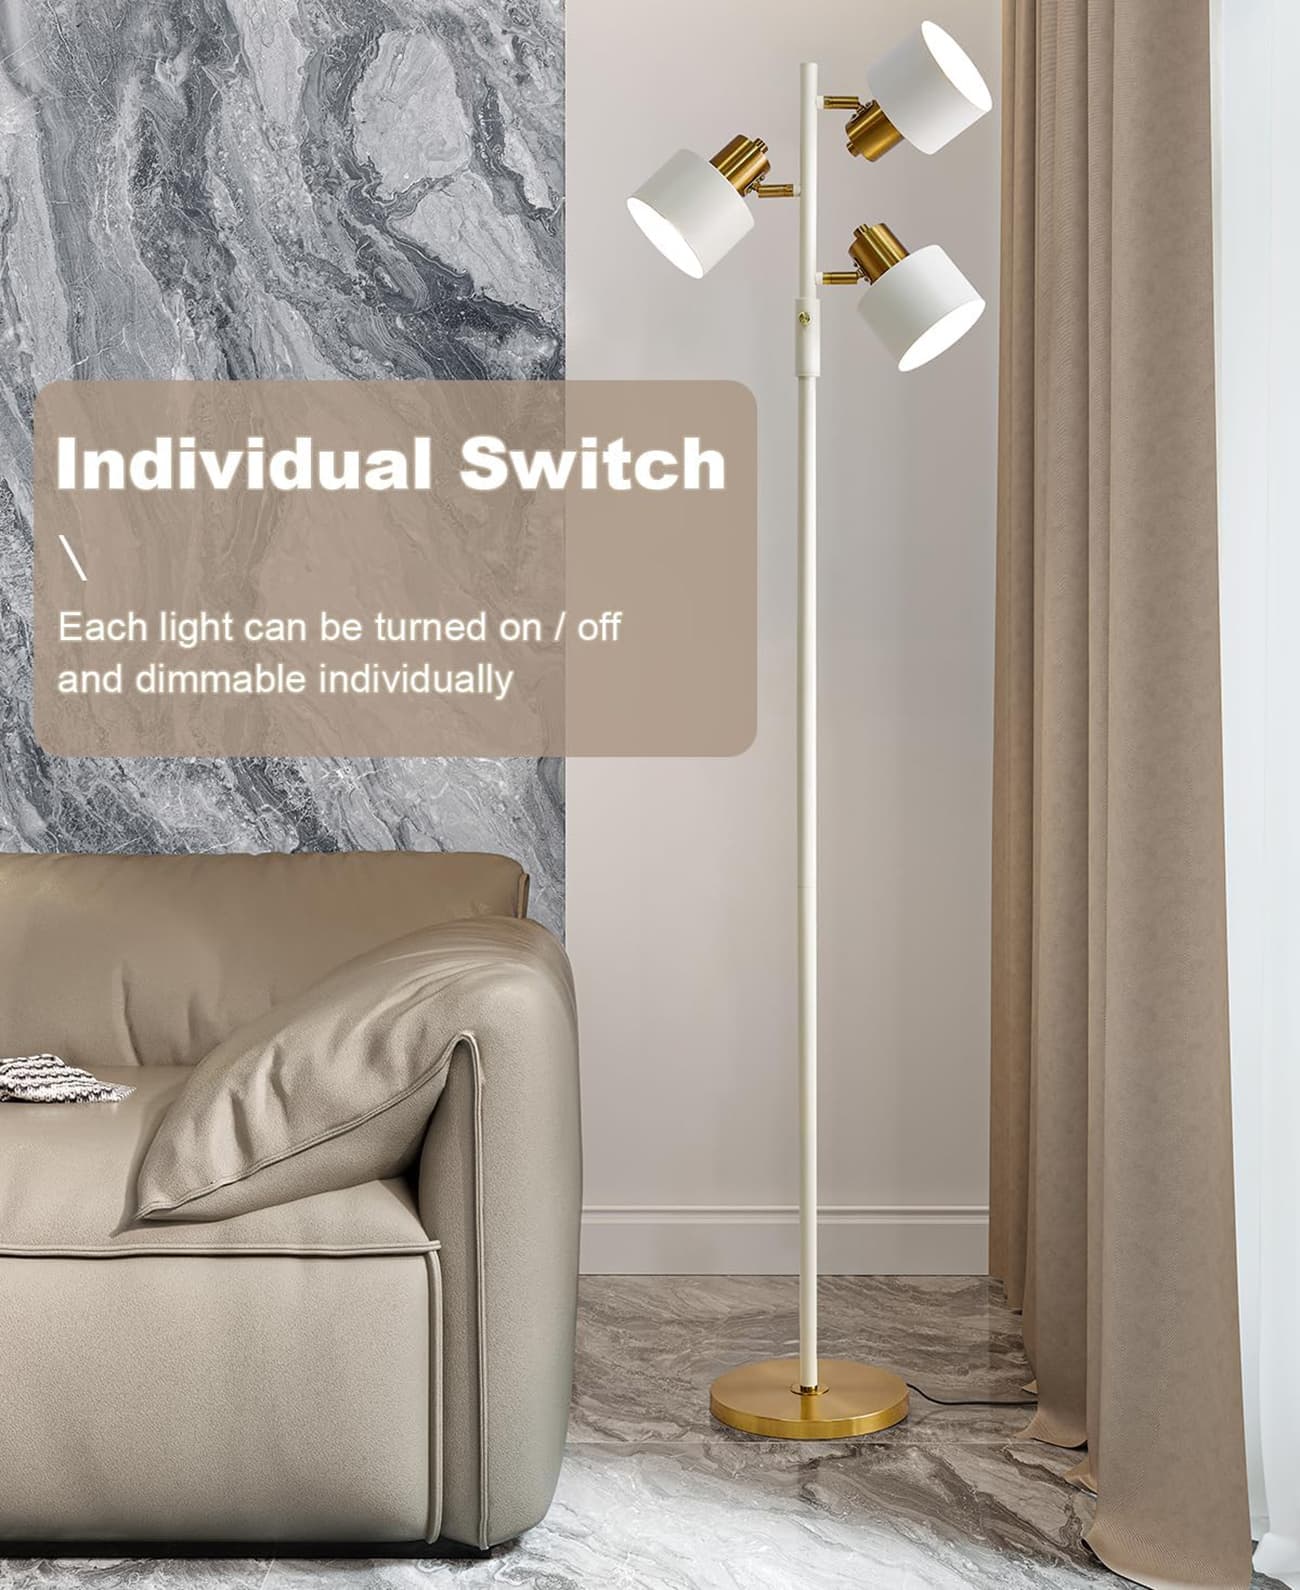 Individual Switch
\
Each light can be turned on / off
and dimmable individually